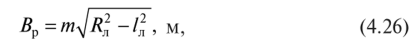 Bр = m√(Rл² − lл²), м, (4.26)